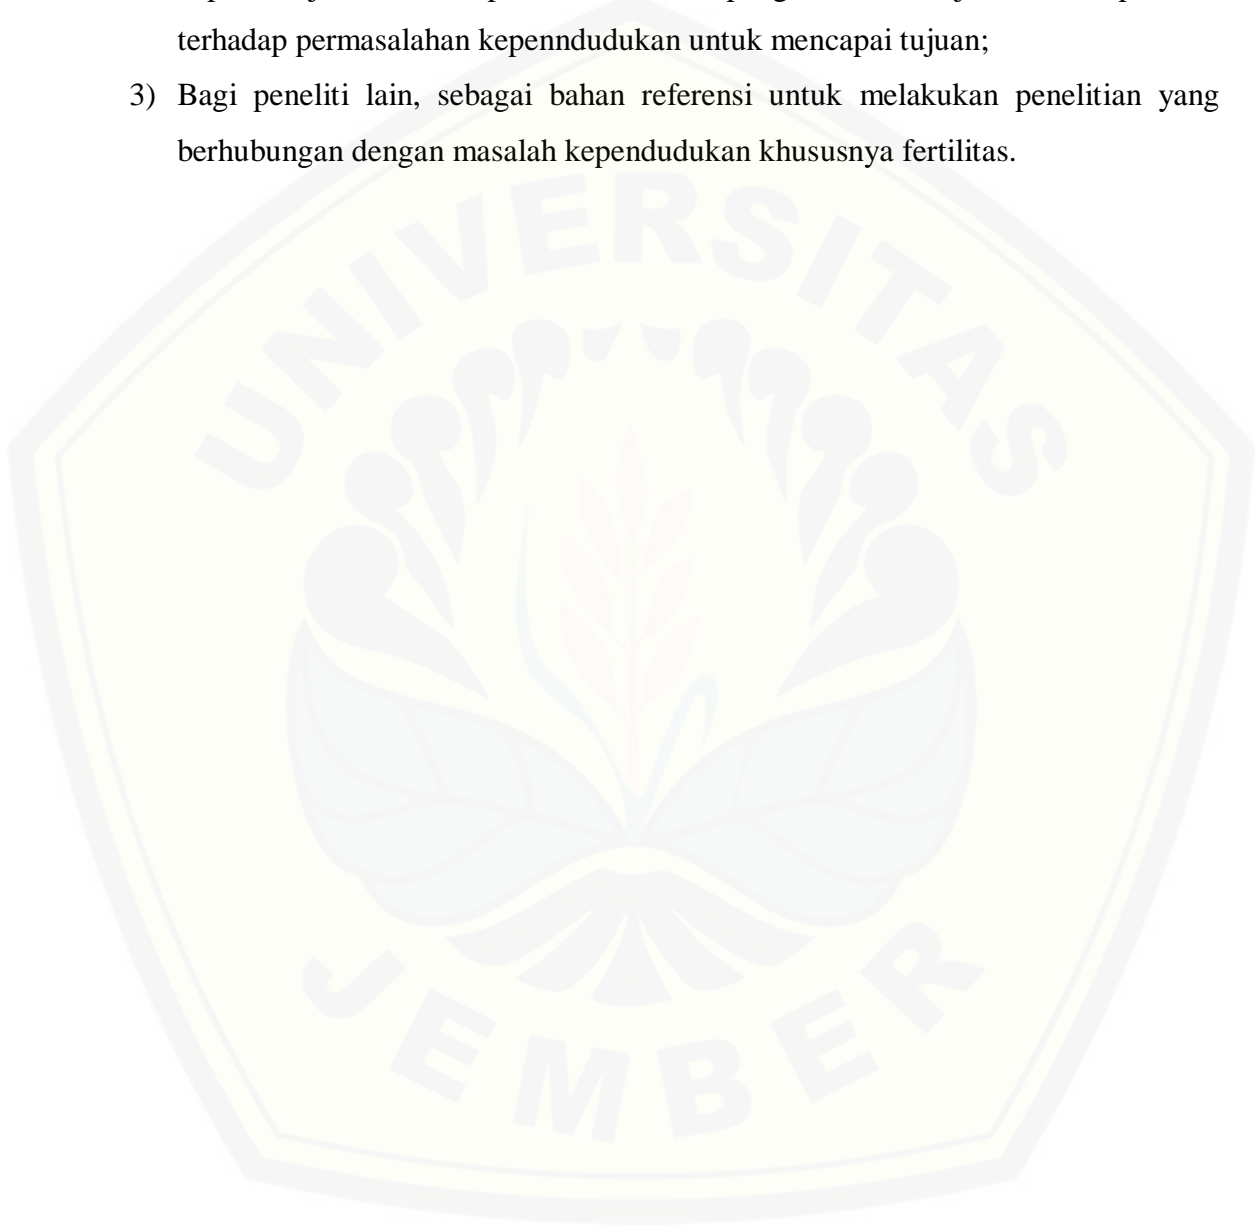 terhadap permasalahan kepenndudukan untuk mencapai tujuan;
3) Bagi peneliti lain, sebagai bahan referensi untuk melakukan penelitian yang
berhubungan dengan masalah kependudukan khususnya fertilitas.
UNIVERSITAS
JEMBER